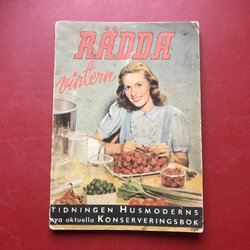 RÄDDA
vintern
TIDNINGEN HUSMODERNS
nya aktuella KONSERVERINGSBOK